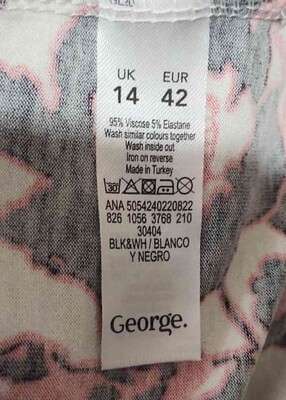 UK EUR
14 42
95% Viscose 5% Elastane
Wash similar colours together
Wash inside out
Iron on reverse
Made in Turkey
30
ANA 5054240220822
826 1056 3768 210
30404
BLK&WH / BLANCO
Y NEGRO
George.